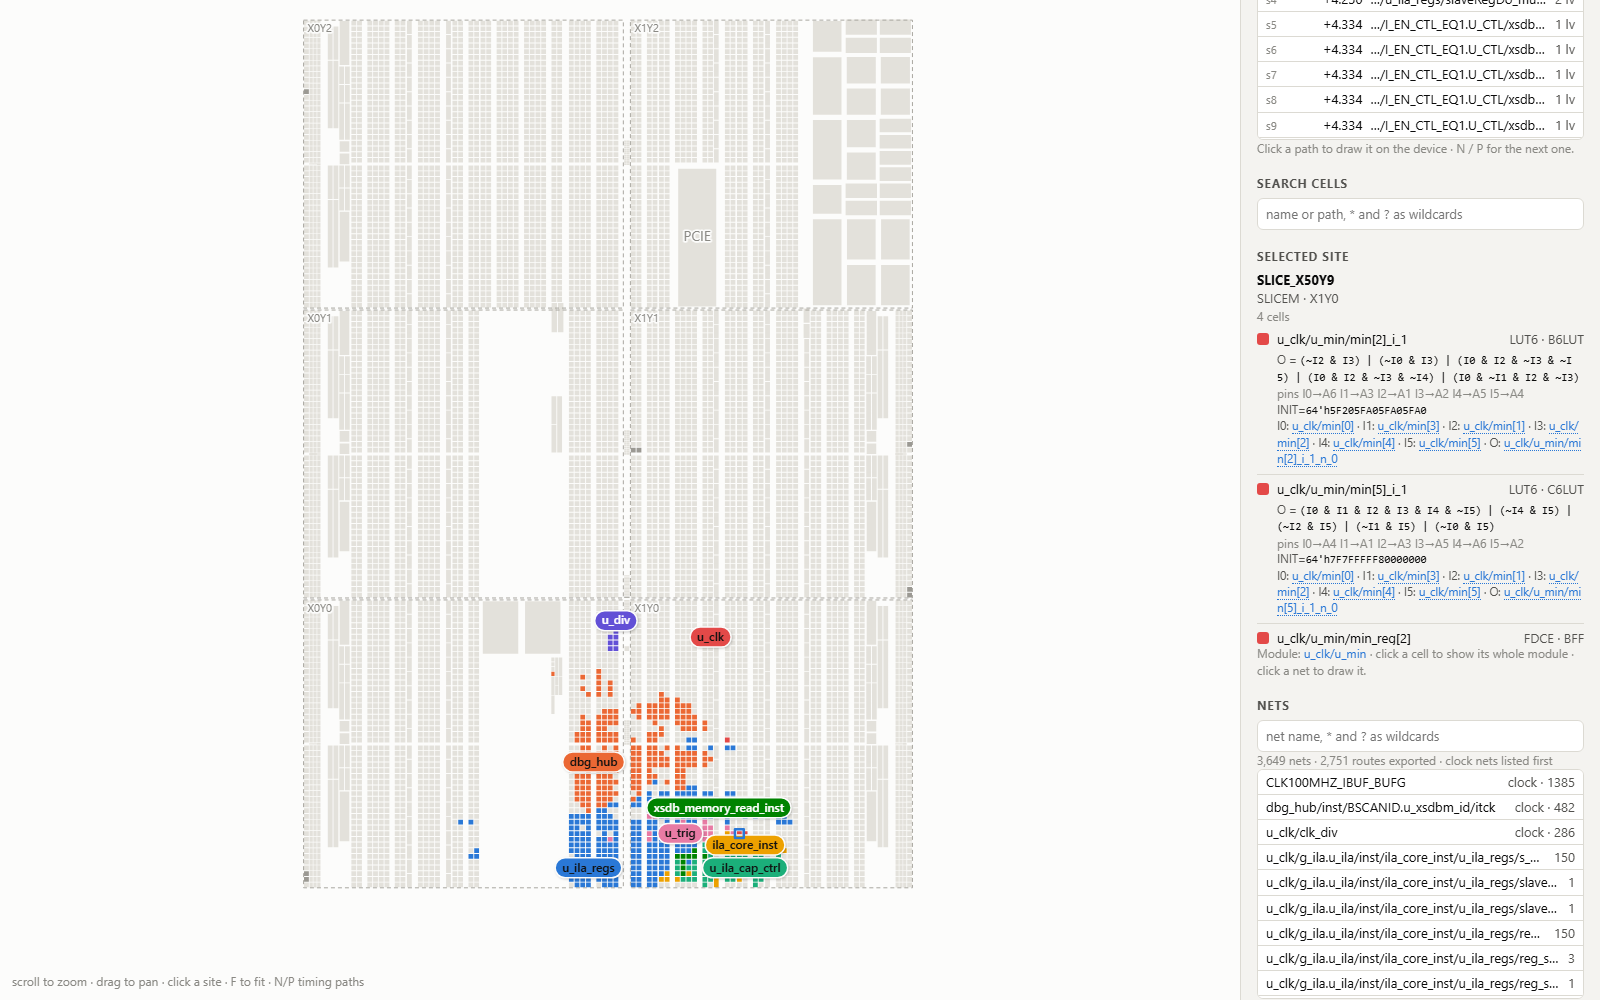 X0Y2
X1Y2
PCIE
X0Y1
X1Y1
X0Y0
X1Y0
u_div
u_clk
dbg_hub
xsdb_memory_read_inst
u_trig
ila_core_inst
u_ila_regs
u_ila_cap_ctrl
scroll to zoom · drag to pan · click a site · F to fit · N/P timing paths
s5 +4.334 .../I_EN_CTL_EQ1.U_CTL/xsdb... 1 lv
s6 +4.334 .../I_EN_CTL_EQ1.U_CTL/xsdb... 1 lv
s7 +4.334 .../I_EN_CTL_EQ1.U_CTL/xsdb... 1 lv
s8 +4.334 .../I_EN_CTL_EQ1.U_CTL/xsdb... 1 lv
s9 +4.334 .../I_EN_CTL_EQ1.U_CTL/xsdb... 1 lv
Click a path to draw it on the device · N / P for the next one.
SEARCH CELLS
name or path, * and ? as wildcards
SELECTED SITE
SLICE_X50Y9
SLICEM · X1Y0
4 cells
u_clk/u_min/min[2]_i_1 LUT6 · B6LUT
O = (~I2 & I3) | (~I0 & I3) | (I0 & I2 & ~I3 & ~I
5) | (I0 & I2 & ~I3 & ~I4) | (I0 & ~I1 & I2 & ~I3)
pins I0→A6 I1→A3 I2→A1 I3→A2 I4→A5 I5→A4
INIT=64'h5F205FA05FA05FA0
I0: u_clk/min[0] · I1: u_clk/min[3] · I2: u_clk/min[1] · I3: u_clk/
min[2] · I4: u_clk/min[4] · I5: u_clk/min[5] · O: u_clk/u_min/mi
n[2]_i_1_n_0
u_clk/u_min/min[5]_i_1 LUT6 · C6LUT
O = (I0 & I1 & I2 & I3 & I4 & ~I5) | (~I4 & I5) |
(~I2 & I5) | (~I1 & I5) | (~I0 & I5)
pins I0→A4 I1→A1 I2→A3 I3→A5 I4→A6 I5→A2
INIT=64'h7F7FFFFF80000000
I0: u_clk/min[0] · I1: u_clk/min[3] · I2: u_clk/min[1] · I3: u_clk/
min[2] · I4: u_clk/min[4] · I5: u_clk/min[5] · O: u_clk/u_min/mi
n[5]_i_1_n_0
u_clk/u_min/min_reg[2] FDCE · BFF
Module: u_clk/u_min · click a cell to show its whole module ·
click a net to draw it.
NETS
net name, * and ? as wildcards
3,649 nets · 2,751 routes exported · clock nets listed first
CLK100MHZ_IBUF_BUFG clock · 1385
dbg_hub/inst/BSCANID.u_xsdbm_id/itck clock · 482
u_clk/clk_div clock · 286
u_clk/g_ila.u_ila/inst/ila_core_inst/u_ila_regs/s_... 150
u_clk/g_ila.u_ila/inst/ila_core_inst/u_ila_regs/slave... 1
u_clk/g_ila.u_ila/inst/ila_core_inst/u_ila_regs/slave... 1
u_clk/g_ila.u_ila/inst/ila_core_inst/u_ila_regs/re... 150
u_clk/g_ila.u_ila/inst/ila_core_inst/u_ila_regs/reg_s... 3
u_clk/g_ila.u_ila/inst/ila_core_inst/u_ila_regs/reg_s... 1